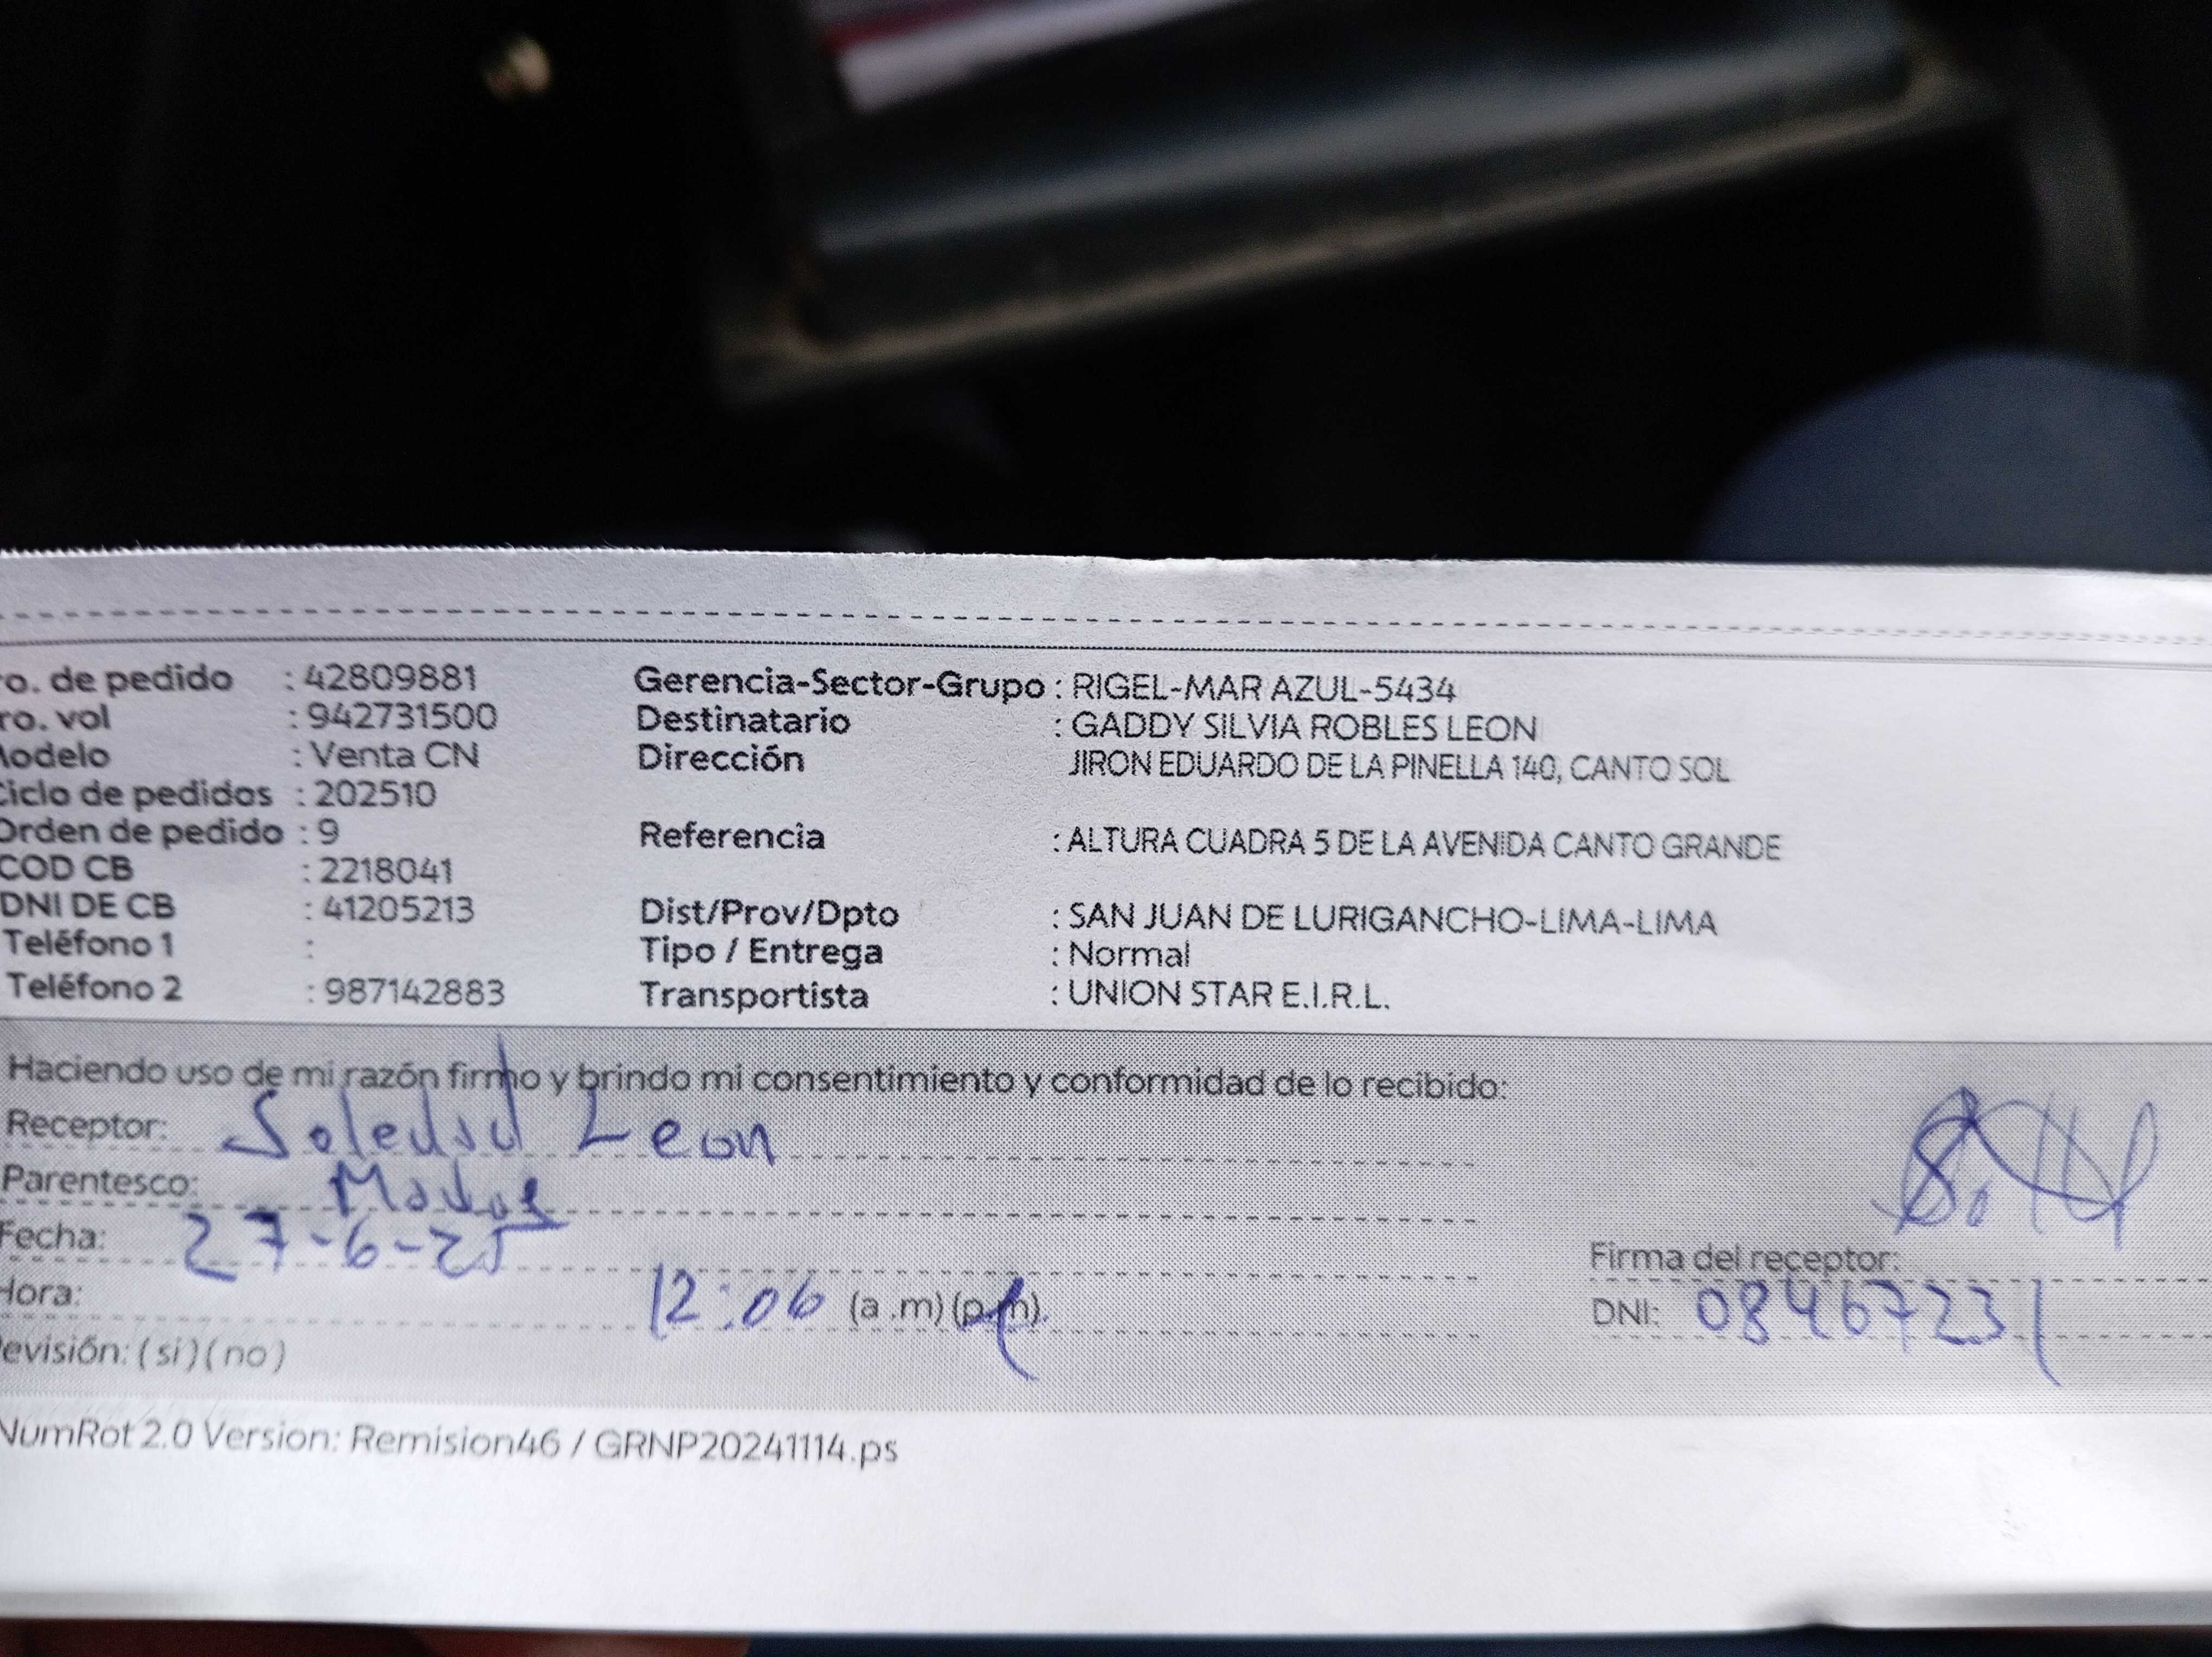 ro. de pedido : 42809881 Gerencia-Sector-Grupo : RIGEL-MAR AZUL-5434
ro. vol : 942731500 Destinatario : GADDY SILVIA ROBLES LEON
Modelo : Venta CN Dirección JIRON EDUARDO DE LA PINELLA 140, CANTO SOL
Ciclo de pedidos : 202510
Orden de pedido : 9 Referencia : ALTURA CUADRA 5 DE LA AVENIDA CANTO GRANDE
COD CB : 2218041
DNI DE CB : 41205213 Dist/Prov/Dpto : SAN JUAN DE LURIGANCHO-LIMA-LIMA
Teléfono 1 : Tipo / Entrega : Normal
Teléfono 2 : 987142883 Transportista : UNION STAR E.I.R.L.
Haciendo uso de mi razón firmo y brindo mi consentimiento y conformidad de lo recibido:
Receptor: Soledad Leon
Parentesco: Madre
Fecha: 27-6-25
Firma del receptor:
Hora: 12:06 (a .m) (p.m).
DNI: 08467231
evisión: ( si ) ( no )
NumRot 2.0 Version: Remision46 / GRNP20241114.ps